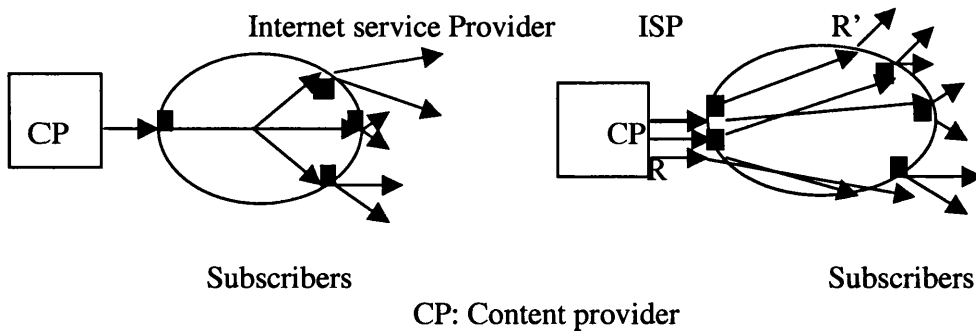 Internet service Provider ISP R’
CP CP
R
Subscribers Subscribers
CP: Content provider